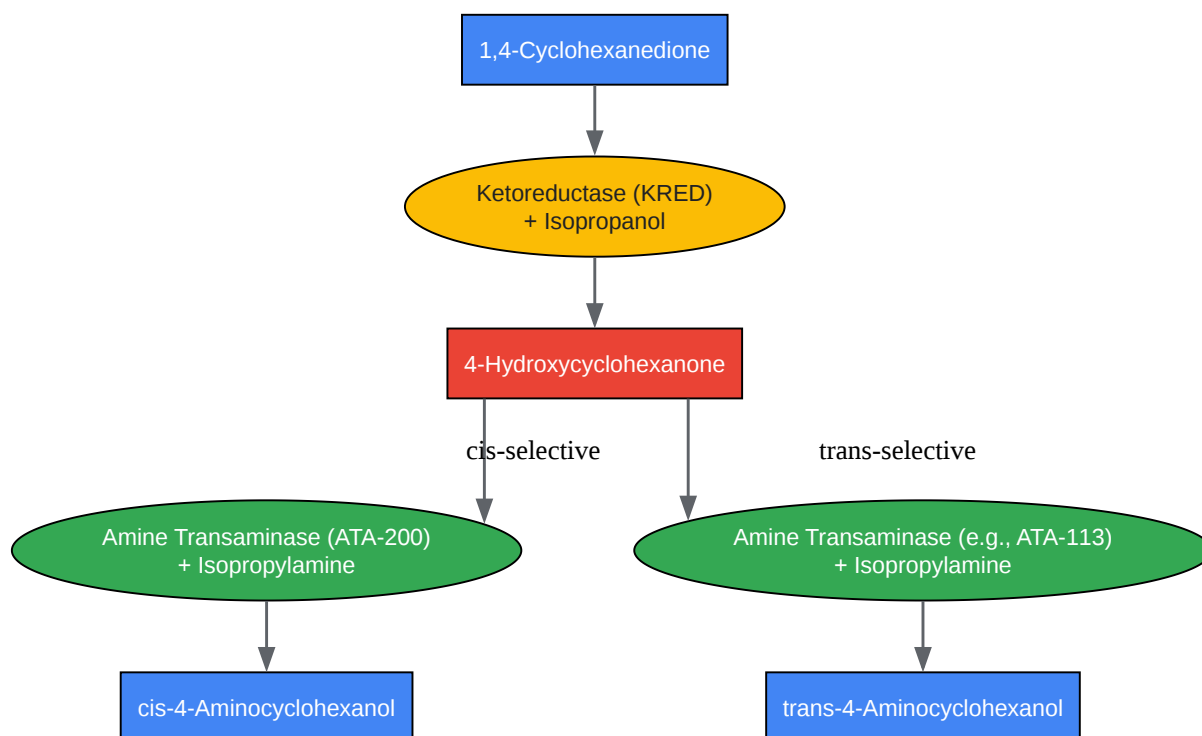 1,4-Cyclohexanedione
Ketoreductase (KRED)
+ Isopropanol
4-Hydroxycyclohexanone
cis-selective
trans-selective
Amine Transaminase (ATA-200)
+ Isopropylamine
Amine Transaminase (e.g., ATA-113)
+ Isopropylamine
cis-4-Aminocyclohexanol
trans-4-Aminocyclohexanol